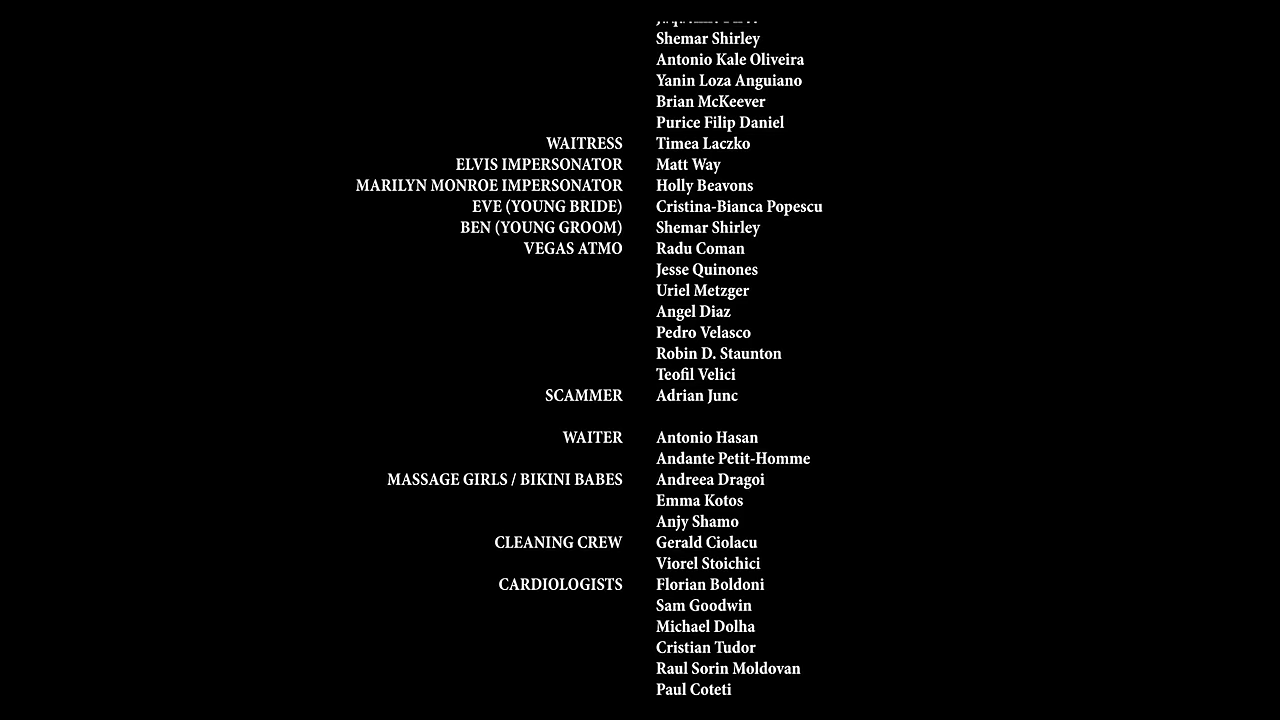 Shemar Shirley
Antonio Kale Oliveira
Yanin Loza Anguiano
Brian McKeever
Purice Filip Daniel
WAITRESS Timea Laczko
ELVIS IMPERSONATOR Matt Way
MARILYN MONROE IMPERSONATOR Holly Beavons
EVE (YOUNG BRIDE) Cristina-Bianca Popescu
BEN (YOUNG GROOM) Shemar Shirley
VEGAS ATMO Radu Coman
Jesse Quinones
Uriel Metzger
Angel Diaz
Pedro Velasco
Robin D. Staunton
Teofil Velici
SCAMMER Adrian Junc
WAITER Antonio Hasan
Andante Petit-Homme
MASSAGE GIRLS / BIKINI BABES Andreea Dragoi
Emma Kotos
Anjy Shamo
CLEANING CREW Gerald Ciolacu
Viorel Stoichici
CARDIOLOGISTS Florian Boldoni
Sam Goodwin
Michael Dolha
Cristian Tudor
Raul Sorin Moldovan
Paul Coteti